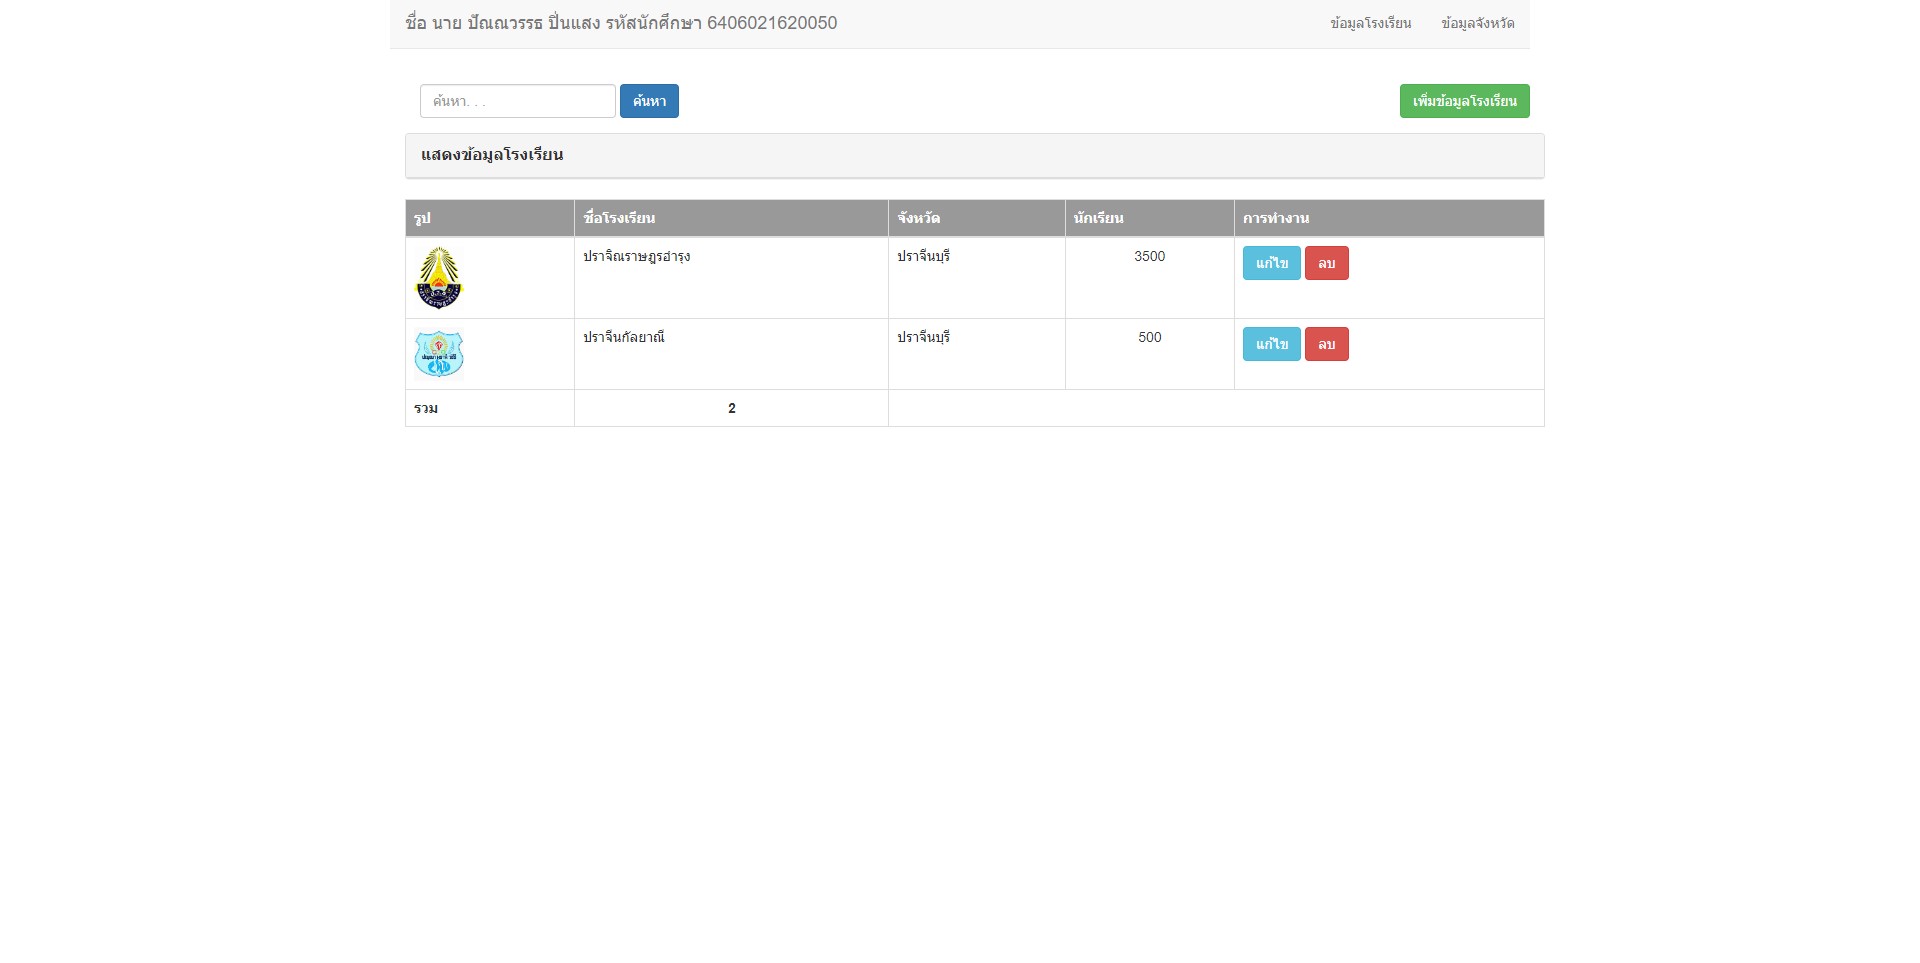 ชื่อ นาย ปัณณวรรธ ปิ่นแสง รหัสนักศึกษา 6406021620050 ข้อมูลโรงเรียน ข้อมูลจังหวัด
ค้นหา. . . ค้นหา เพิ่มข้อมูลโรงเรียน
แสดงข้อมูลโรงเรียน
รูป ชื่อโรงเรียน จังหวัด นักเรียน การทำงาน
ปราจิณราษฎรอำรุง ปราจีนบุรี 3500 แก้ไข ลบ
ปราจีนกัลยาณี ปราจีนบุรี 500 แก้ไข ลบ
รวม 2